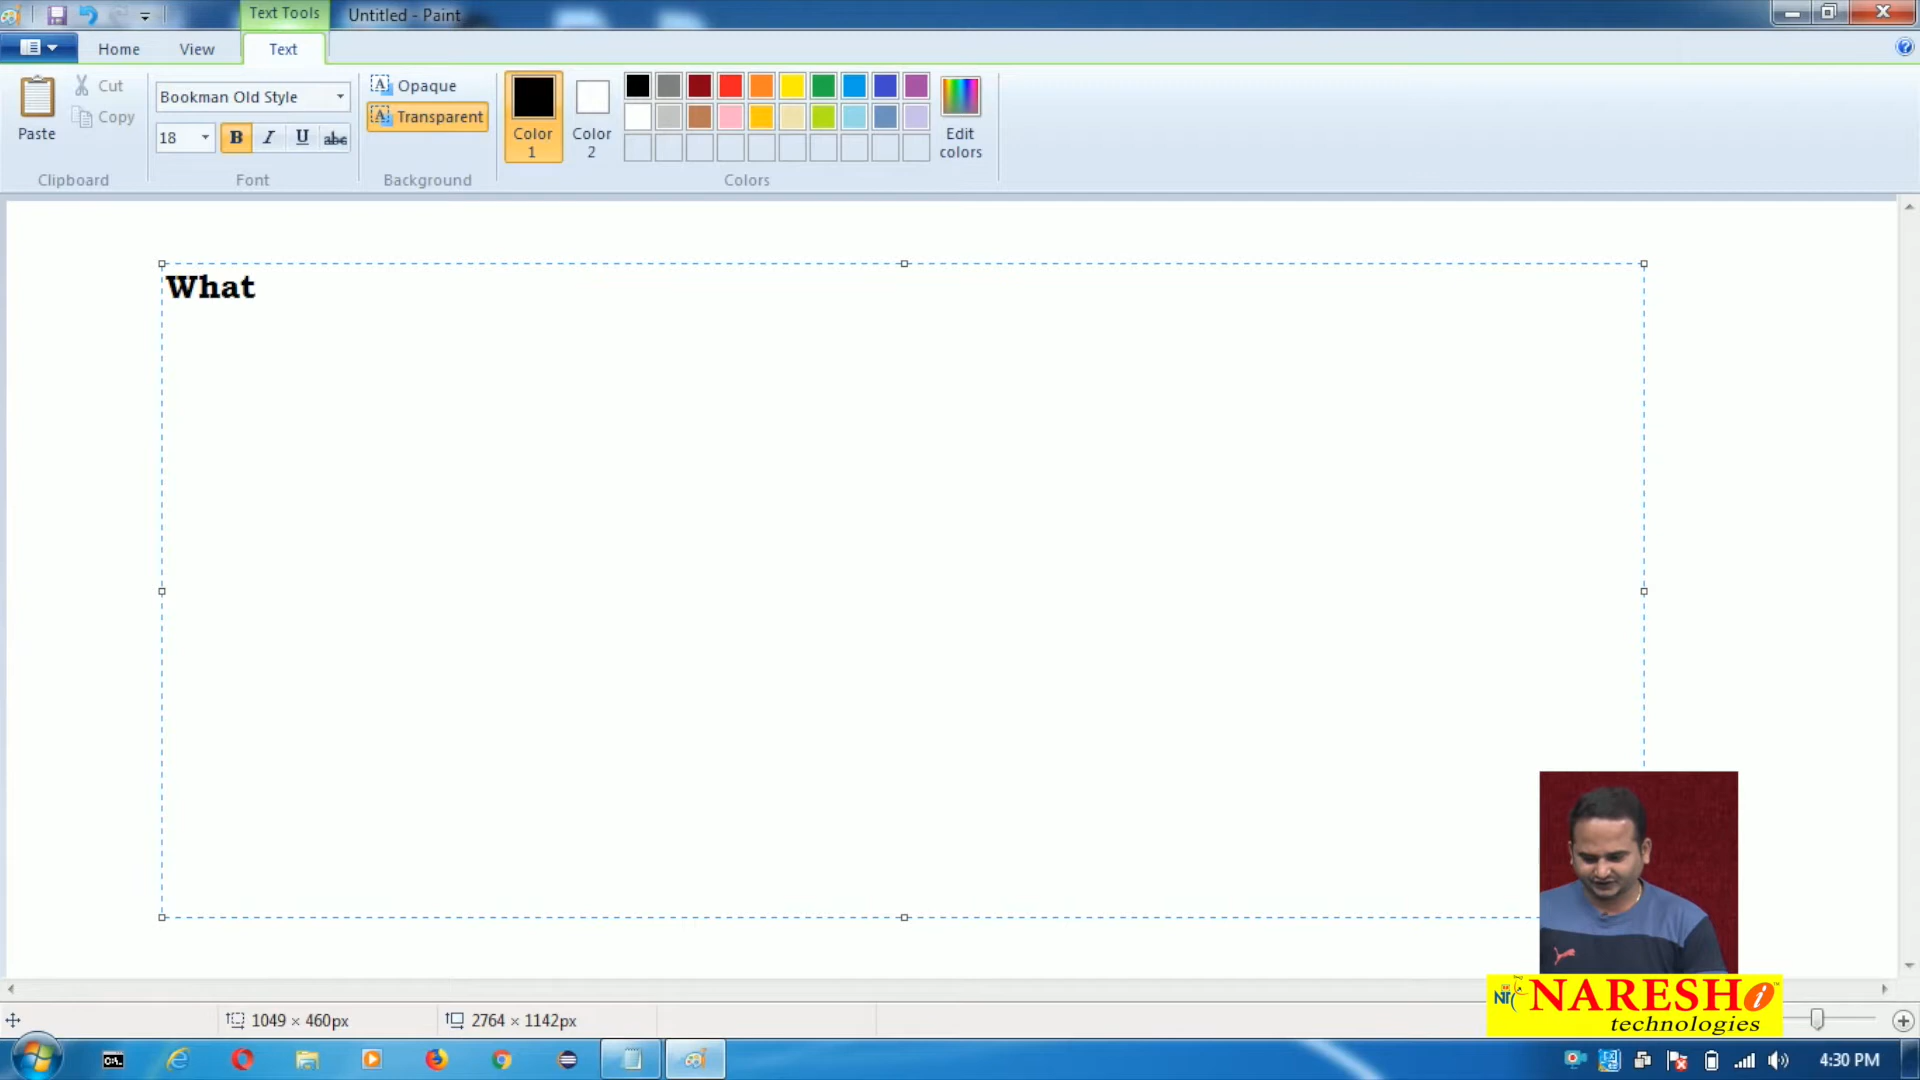 Text Tools
Untitled - Paint
Home
View
Text
Paste
Cut
Copy
Clipboard
Bookman Old Style
18
B I U abc
Font
Opaque
Transparent
Background
Color 1
Color 2
Edit colors
Colors
What
NARESH i
technologies
1049 × 460px
2764 × 1142px
4:30 PM